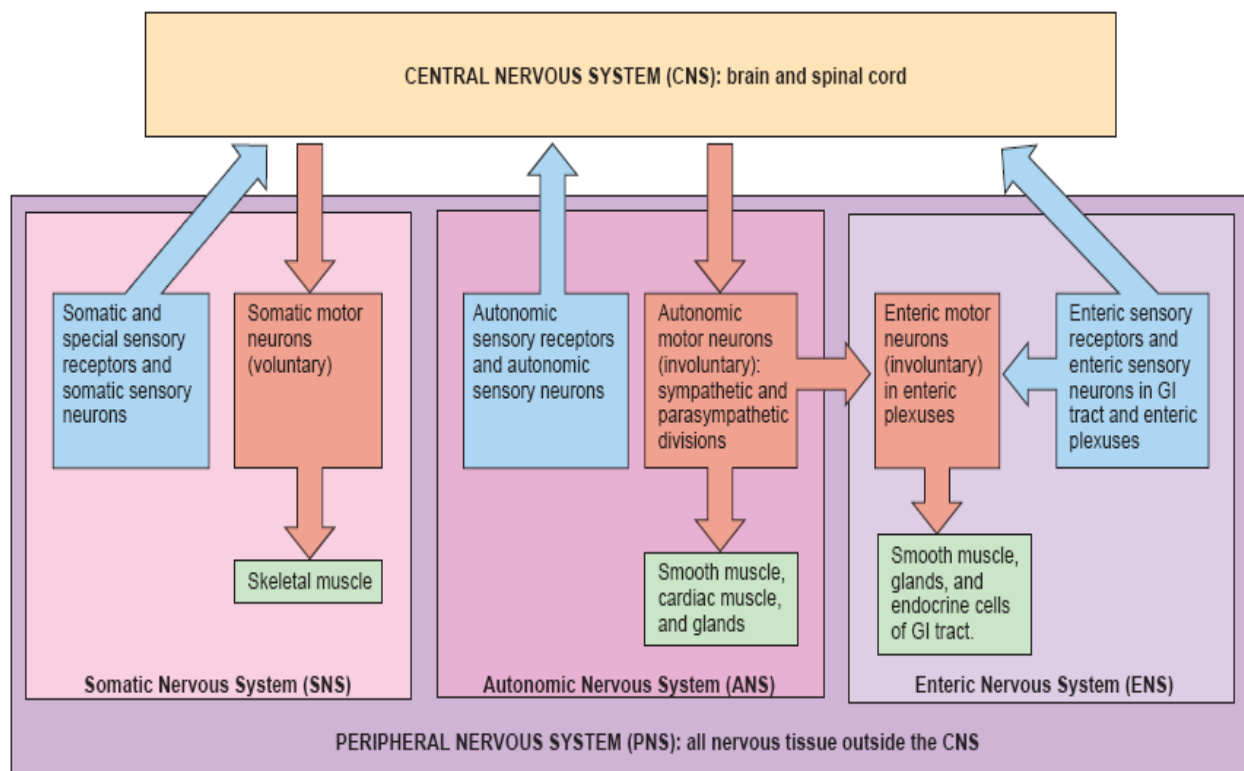 CENTRAL NERVOUS SYSTEM (CNS): brain and spinal cord
Somatic and
special sensory
receptors and
somatic sensory
neurons
Somatic motor
neurons
(voluntary)
Skeletal muscle
Somatic Nervous System (SNS)
Autonomic
sensory receptors
and autonomic
sensory neurons
Autonomic
motor neurons
(involuntary):
sympathetic and
parasympathetic
divisions
Smooth muscle,
cardiac muscle,
and glands
Autonomic Nervous System (ANS)
Enteric motor
neurons
(involuntary)
in enteric
plexuses
Enteric sensory
receptors and
enteric sensory
neurons in GI
tract and enteric
plexuses
Smooth muscle,
glands, and
endocrine cells
of GI tract.
Enteric Nervous System (ENS)
PERIPHERAL NERVOUS SYSTEM (PNS): all nervous tissue outside the CNS